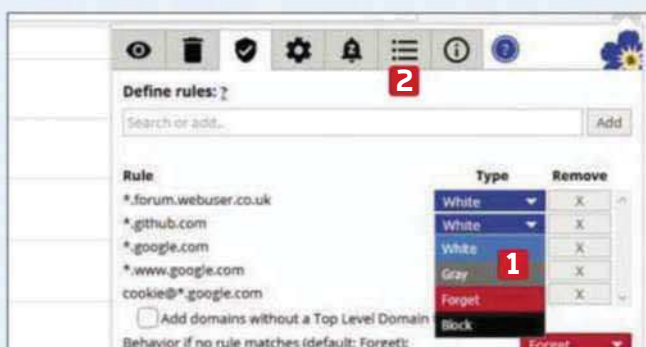 ?
2
Define rules: ?
Search or add.. Add
Rule Type Remove
*.forum.webuser.co.uk White X
*.github.com White X
*.google.com White X
*.www.google.com Gray 1 X
cookie@*.google.com Forget X
Add domains without a Top Level Domain Block
Behavior if no rule matches (default: Forget): Forget